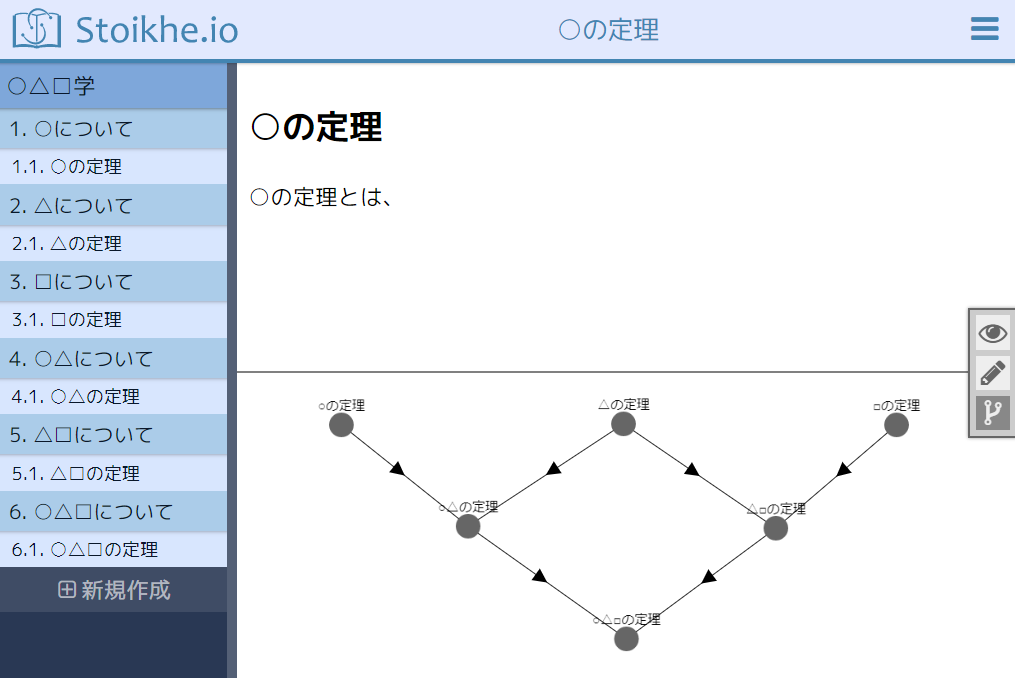 Stoikhe.io
○の定理
○△□学
1. ○について
1.1. ○の定理
2. △について
2.1. △の定理
3. □について
3.1. □の定理
4. ○△について
4.1. ○△の定理
5. △□について
5.1. △□の定理
6. ○△□について
6.1. ○△□の定理
新規作成
○の定理
○の定理とは、
○の定理
△の定理
□の定理
○△の定理
△□の定理
○△□の定理